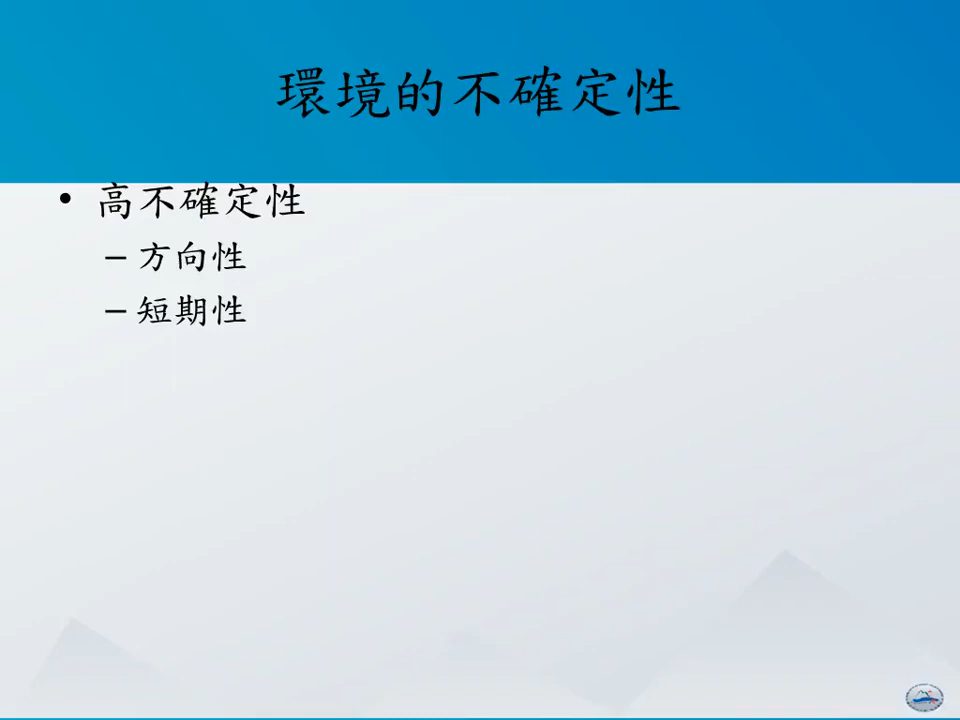 環境的不確定性
• 高不確定性
– 方向性
– 短期性